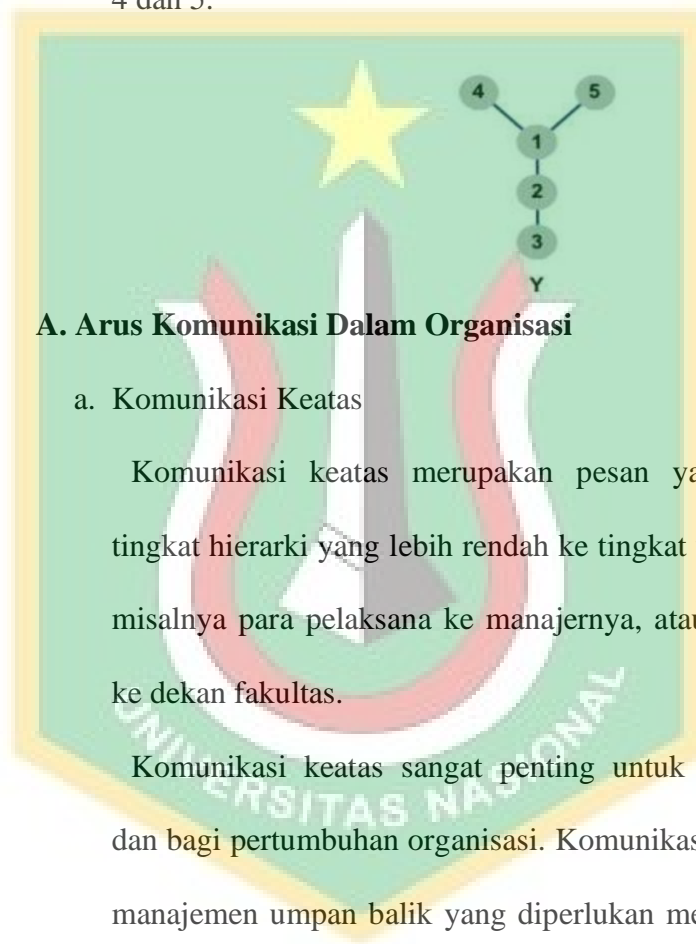 4 dan 5.
4 5
1
2
3
Y
A. Arus Komunikasi Dalam Organisasi
a. Komunikasi Keatas
Komunikasi keatas merupakan pesan
tingkat hierarki yang lebih rendah ke tingkat
misalnya para pelaksana ke manajernya,
ke dekan fakultas.
Komunikasi keatas sangat penting untuk
dan bagi pertumbuhan organisasi.
manajemen umpan balik yang diperlukan
UNIVERSITAS NASIONAL